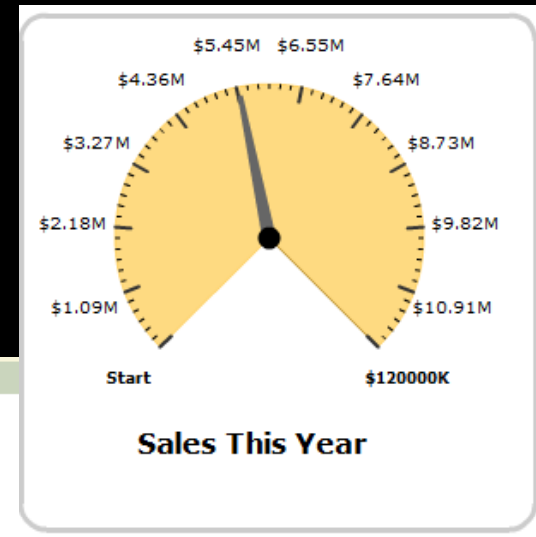 $5.45M $6.55M
$4.36M $7.64M
$3.27M $8.73M
$2.18M $9.82M
$1.09M $10.91M
Start $120000K
Sales This Year